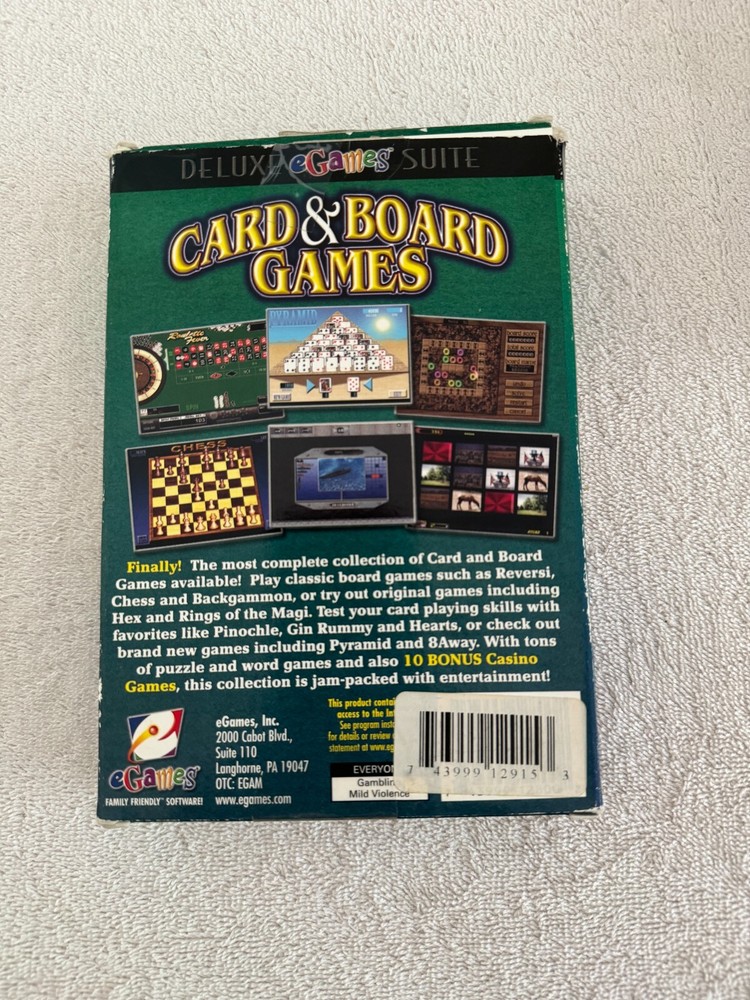 DELUXE eGames SUITE
CARD & BOARD
GAMES
Roulette
Fever
PYRAMID
CHESS
Finally! The most complete collection of Card and Board
Games available! Play classic board games such as Reversi,
Chess and Backgammon, or try out original games including
Hex and Rings of the Magi. Test your card playing skills with
favorites like Pinochle, Gin Rummy and Hearts, or check out
brand new games including Pyramid and 8Away. With tons
of puzzle and word games and also 10 BONUS Casino
Games, this collection is jam-packed with entertainment!
eGames
FAMILY FRIENDLY™ SOFTWARE!
eGames, Inc.
2000 Cabot Blvd.,
Suite 110
Langhorne, PA 19047
OTC: EGAM
www.egames.com
This product contai
access to the Int
See program inst
for details or review
statement at www.eg
EVERYON
Gamblin
Mild Violence
7 43999 12915 3